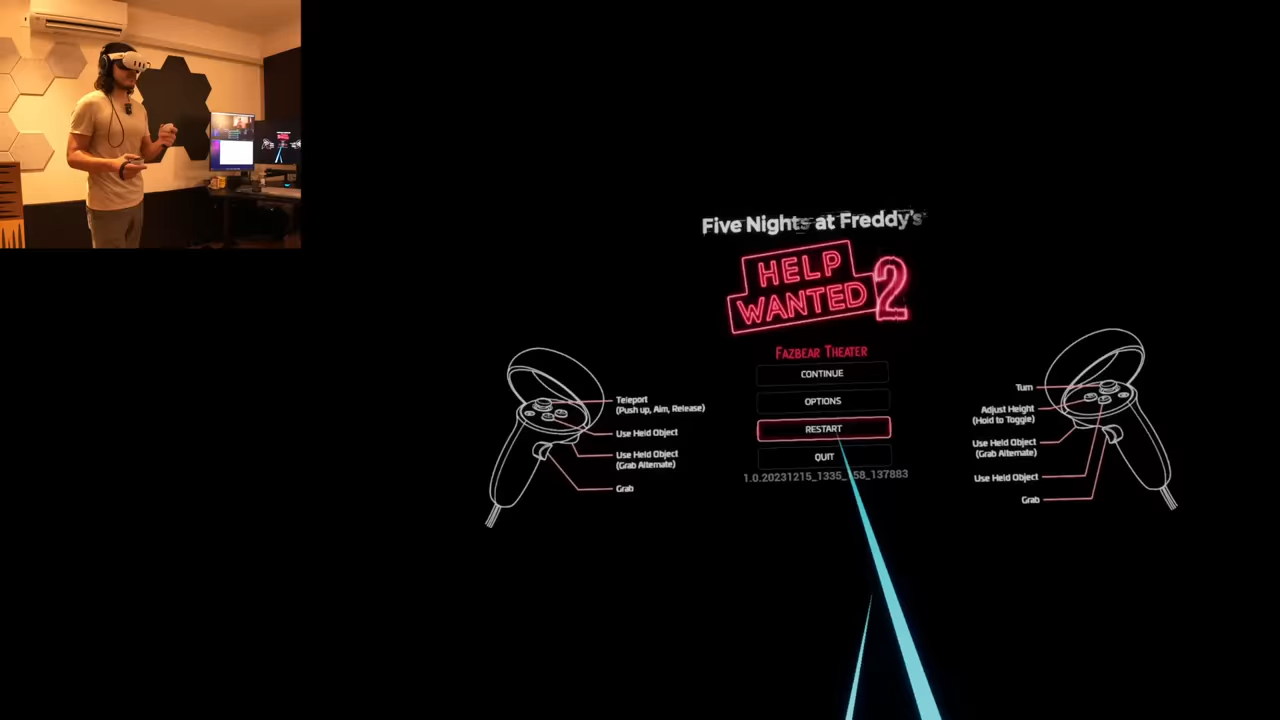 Five Nights at Freddy's
HELP
WANTED 2
FAZBEAR THEATER
CONTINUE
OPTIONS
RESTART
QUIT
Teleport
(Push up, Aim, Release)
Use Held Object
Use Held Object
(Grab Alternate)
Grab
Turn
Adjust Height
(Hold to Toggle)
Use Held Object
(Grab Alternate)
Use Held Object
Grab